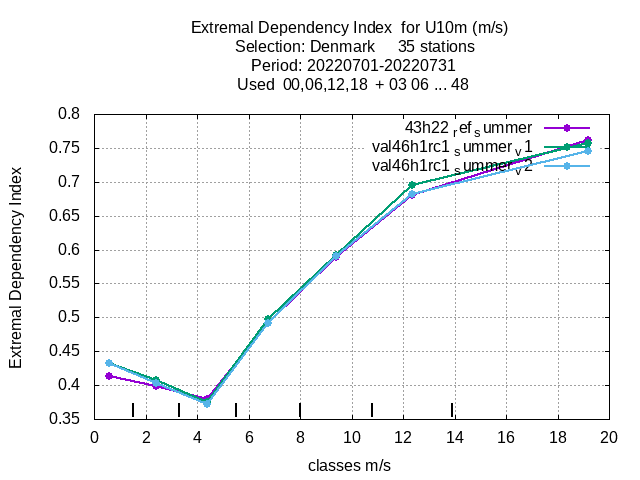 Extremal Dependency Index for U10m (m/s)
Selection: Denmark 35 stations
Period: 20220701-20220731
Used 00,06,12,18 + 03 06 ... 48
43h22 ref summer
val46h1rc1 summer v1
val46h1rc1 summer v2
0.8
0.75
0.7
0.65
0.6
0.55
0.5
0.45
0.4
0.35
Extremal Dependency Index
0 2 4 6 8 10 12 14 16 18 20
classes m/s